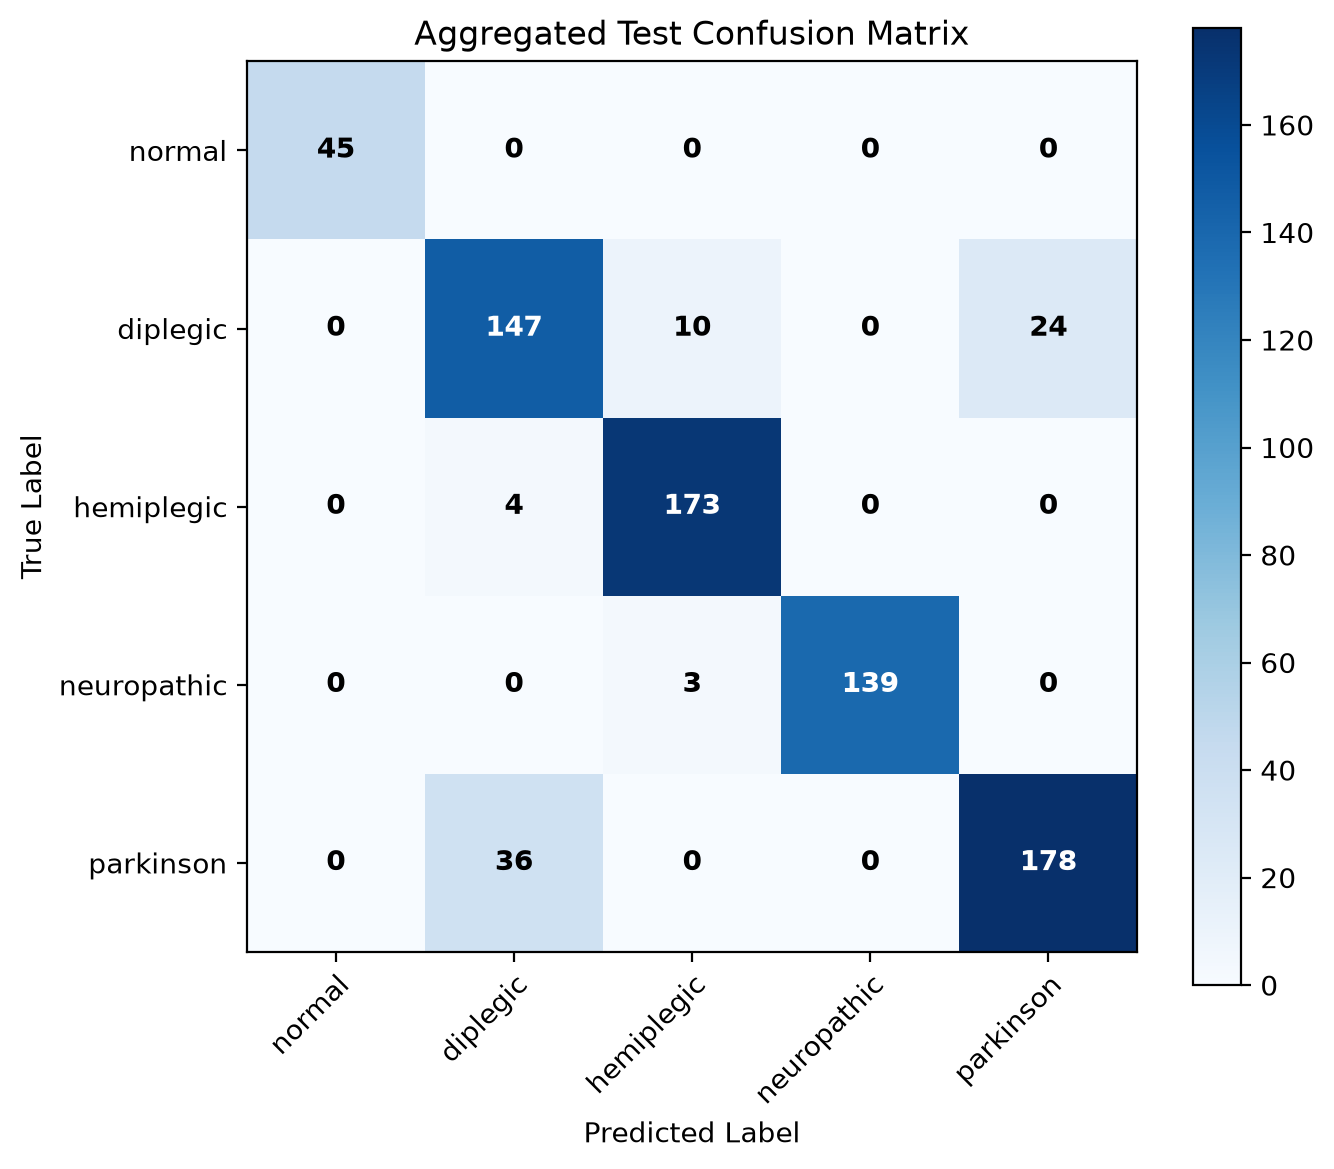 Aggregated Test Confusion Matrix
True Label
normal 45 0 0 0 0
diplegic 0 147 10 0 24
hemiplegic 0 4 173 0 0
neuropathic 0 0 3 139 0
parkinson 0 36 0 0 178
normal diplegic hemiplegic neuropathic parkinson
Predicted Label
160
140
120
100
80
60
40
20
0